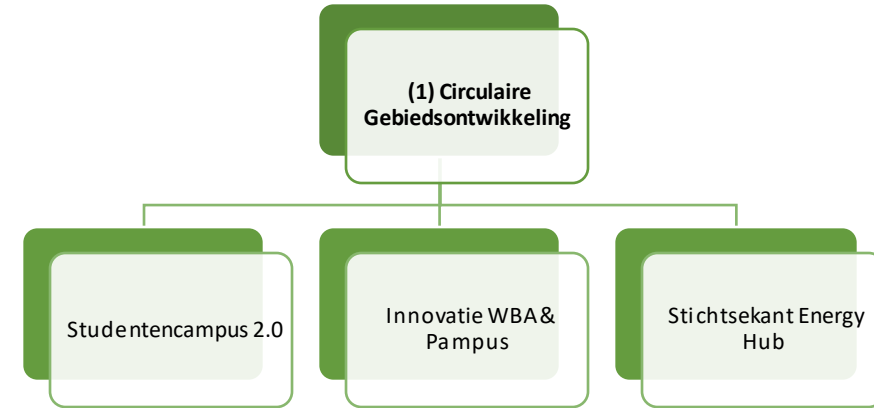 (1) Circulaire
Gebiedsontwikkeling
Studentencampus 2.0
Innovatie WBA &
Pampus
Stichtsekant Energy
Hub